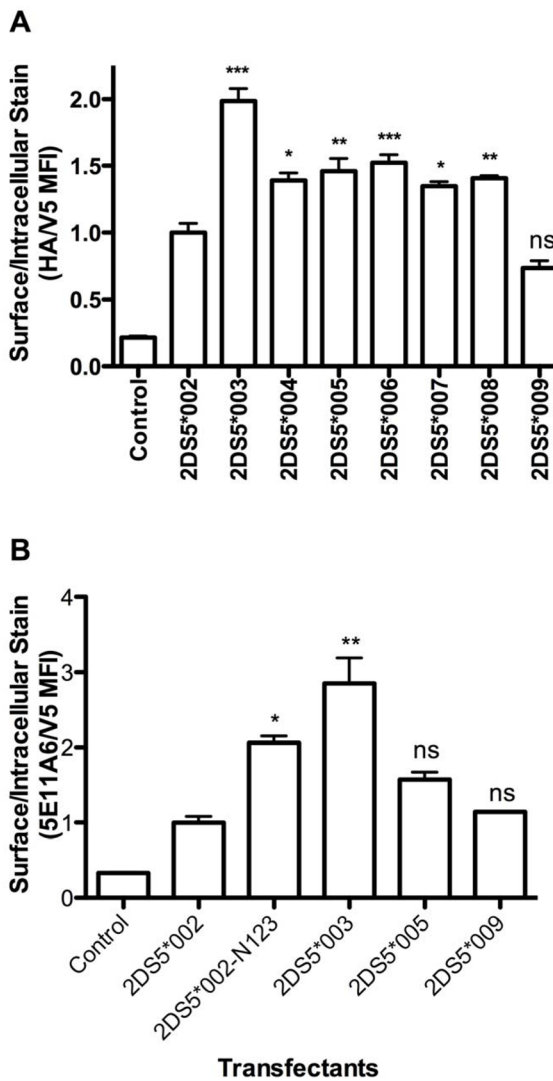 A
Surface/Intracellular Stain
(HA/V5 MFI)
2.0
1.5
1.0
0.5
0.0
***
*
**
***
*
**
ns
Control
2DS5*002
2DS5*003
2DS5*004
2DS5*005
2DS5*006
2DS5*007
2DS5*008
2DS5*009
B
Surface/Intracellular Stain
(5E11A6/V5 MFI)
4
3
2
1
0
*
**
ns
ns
Control
2DS5*002
2DS5*002-N123
2DS5*003
2DS5*005
2DS5*009
Transfectants